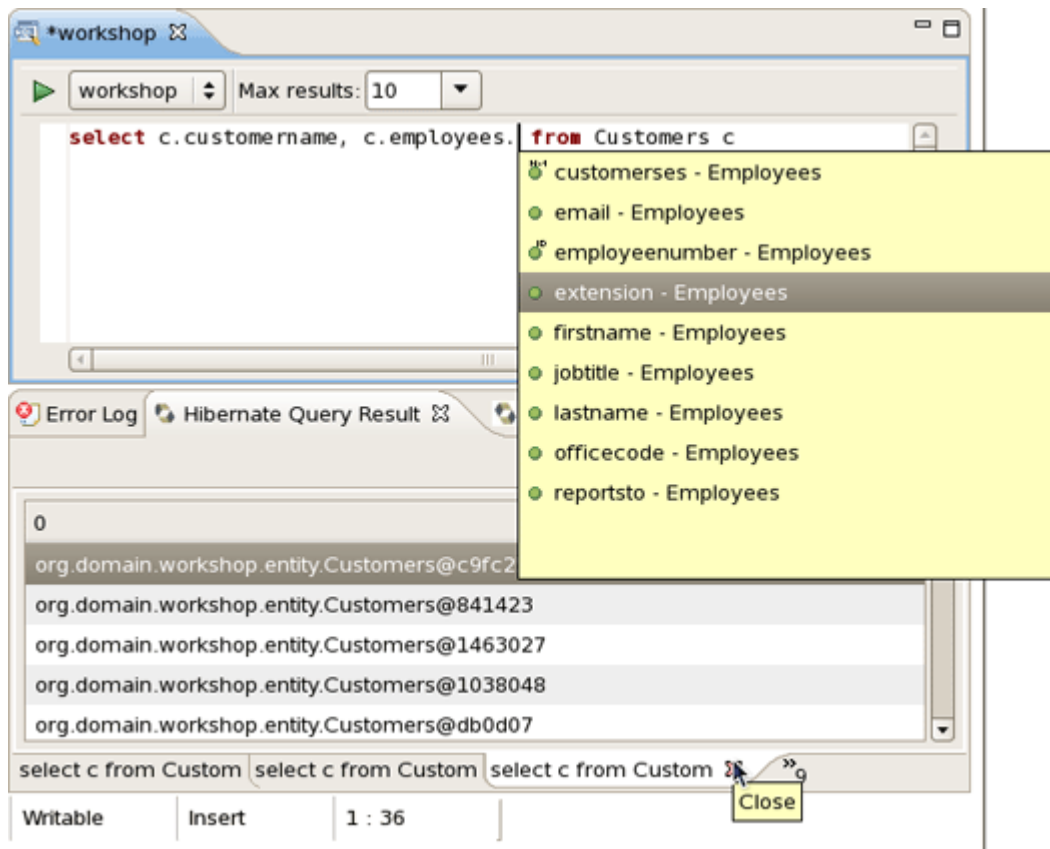 *workshop
workshop Max results: 10
select c.customername, c.employees. from Customers c
customerses - Employees
email - Employees
employeenumber - Employees
extension - Employees
firstname - Employees
jobtitle - Employees
lastname - Employees
officecode - Employees
reportsto - Employees
Error Log Hibernate Query Result
0
org.domain.workshop.entity.Customers@c9fc2
org.domain.workshop.entity.Customers@841423
org.domain.workshop.entity.Customers@1463027
org.domain.workshop.entity.Customers@1038048
org.domain.workshop.entity.Customers@db0d07
select c from Custom select c from Custom select c from Custom »9
Close
Writable Insert 1 : 36